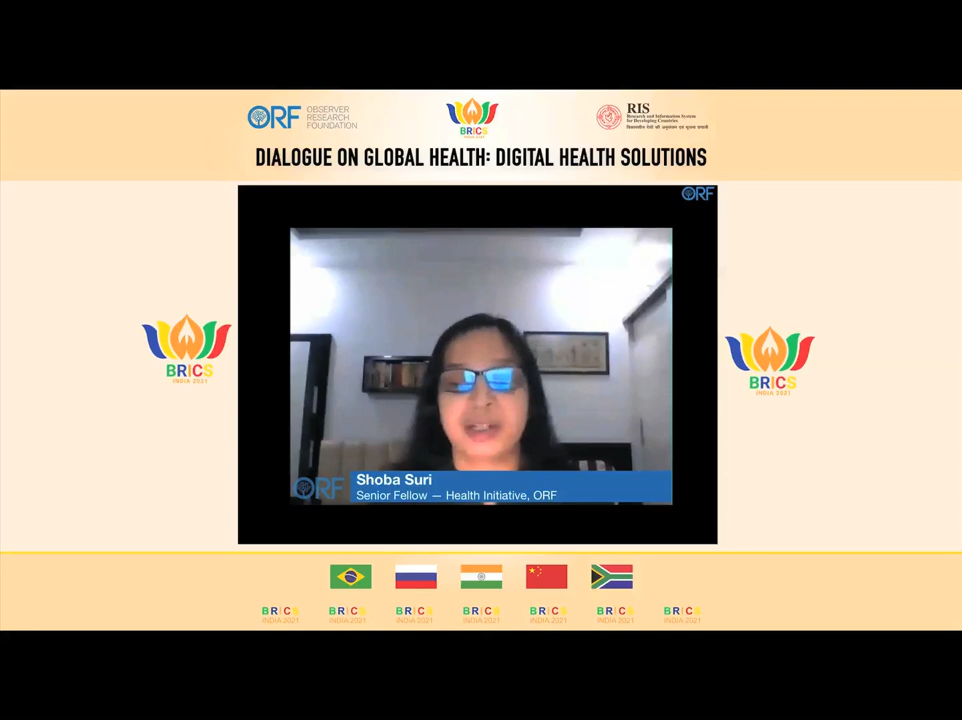 ORF OBSERVER
RESEARCH
FOUNDATION
BRICS
RIS
Research and Information System
for Developing Countries
DIALOGUE ON GLOBAL HEALTH: DIGITAL HEALTH SOLUTIONS
ORF
BRICS
INDIA 2021
BRICS
INDIA 2021
ORF
Shoba Suri
Senior Fellow — Health Initiative, ORF
BRICS BRICS BRICS BRICS BRICS BRICS BRICS
INDIA 2021 INDIA 2021 INDIA 2021 INDIA 2021 INDIA 2021 INDIA 2021 INDIA 2021